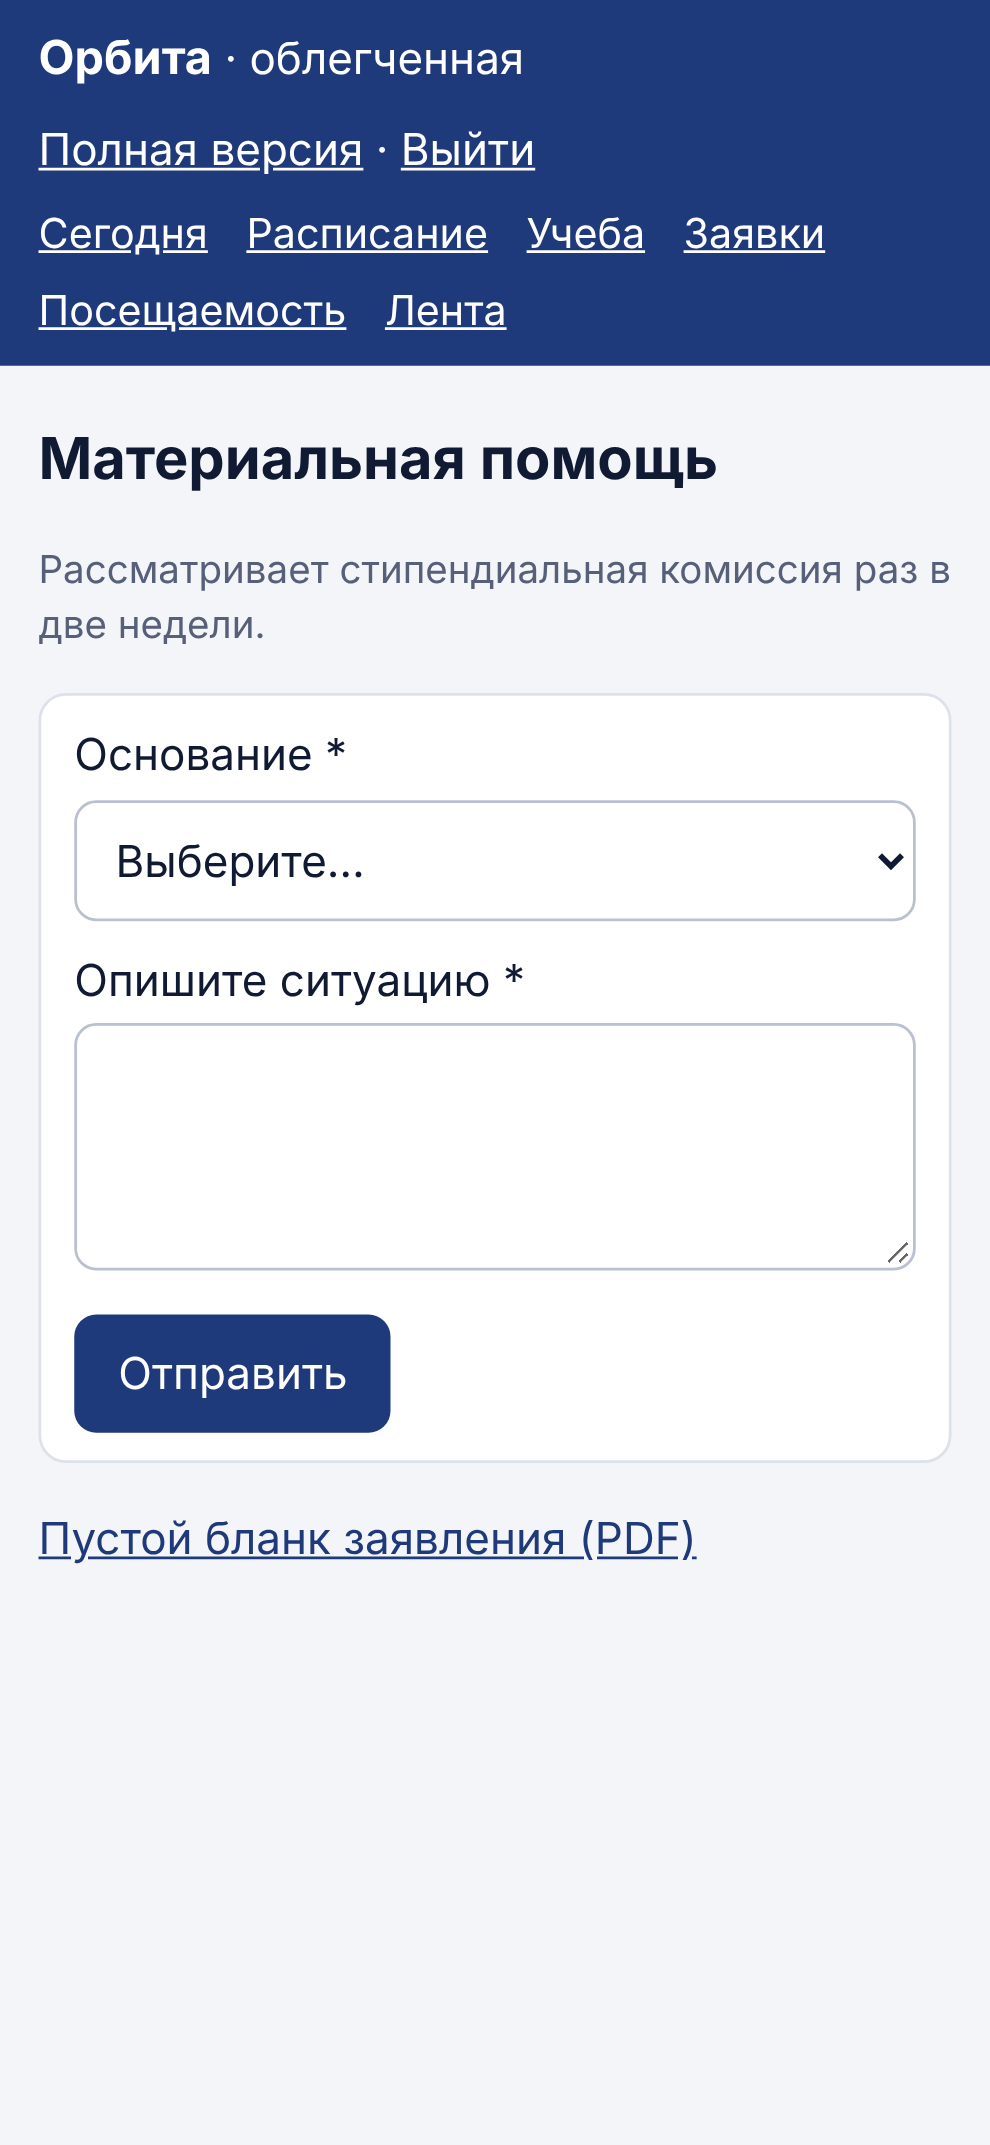 Орбита · облегченная
Полная версия · Выйти
Сегодня Расписание Учеба Заявки
Посещаемость Лента
Материальная помощь
Рассматривает стипендиальная комиссия раз в
две недели.
Основание *
Выберите...
Опишите ситуацию *
Отправить
Пустой бланк заявления (PDF)